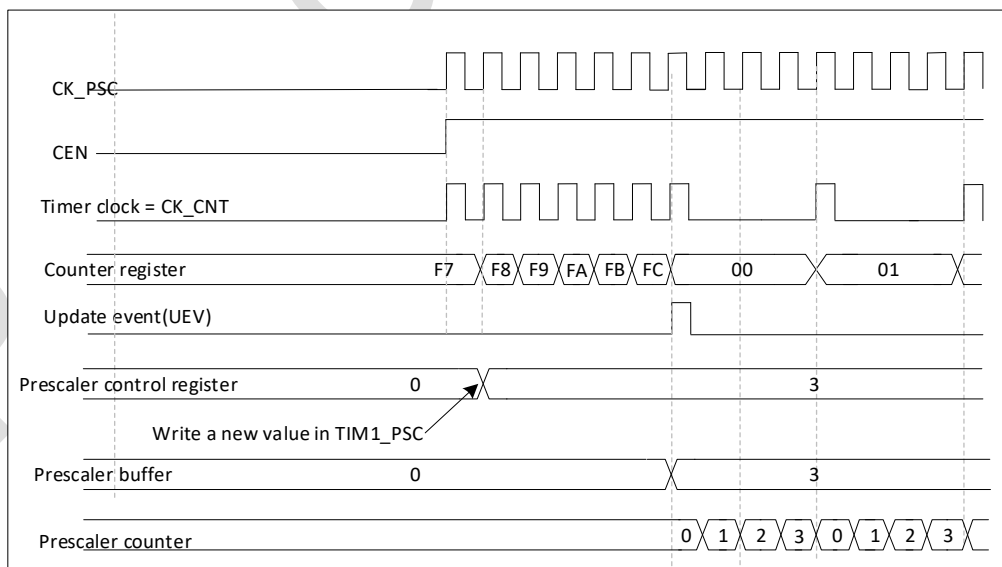 CK_PSC
CEN
Timer clock = CK_CNT
Counter register F7 F8 F9 FA FB FC 00 01
Update event(UEV)
Prescaler control register 0 3
Write a new value in TIM1_PSC
Prescaler buffer 0 3
Prescaler counter 0 1 2 3 0 1 2 3